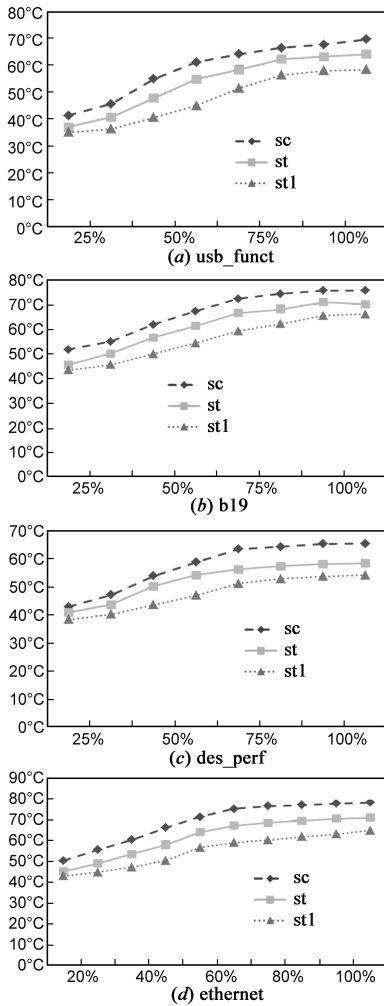 80°C
70°C
60°C
50°C
40°C
30°C
20°C
10°C
0°C
sc
st
st1
25% 50% 75% 100%
(a) usb_funct
80°C
70°C
60°C
50°C
40°C
30°C
20°C
10°C
0°C
sc
st
st1
25% 50% 75% 100%
(b) b19
70°C
60°C
50°C
40°C
30°C
20°C
10°C
0°C
sc
st
st1
25% 50% 75% 100%
(c) des_perf
90°C
80°C
70°C
60°C
50°C
40°C
30°C
20°C
10°C
0°C
sc
st
st1
20% 40% 60% 80% 100%
(d) ethernet